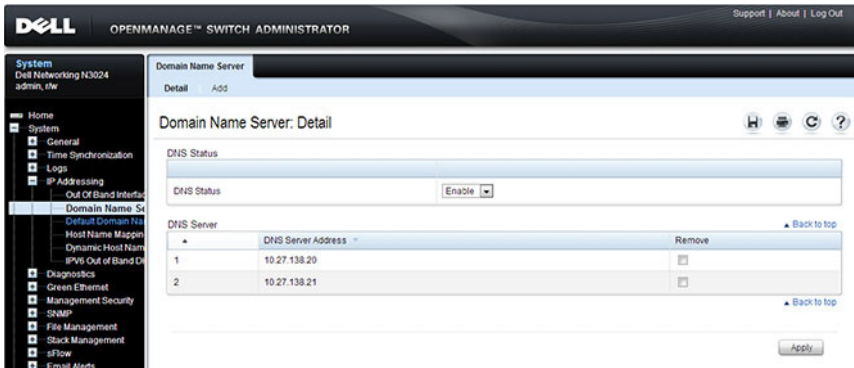 Support | About | Log Out
DELL OPENMANAGE™ SWITCH ADMINISTRATOR
System
Dell Networking N3024
admin, r/w
Home
System
General
Time Synchronization
Logs
IP Addressing
Out Of Band Interfac
Domain Name Se
Default Domain Na
Host Name Mappin
Dynamic Host Nam
IPV6 Out of Band D
Diagnostics
Green Ethernet
Management Security
SNMP
File Management
Stack Management
sFlow
Email Alerts
Domain Name Server
Detail Add
Domain Name Server: Detail
DNS Status
DNS Status Enable
DNS Server Back to top
DNS Server Address Remove
1 10.27.138.20
2 10.27.138.21
Back to top
Apply